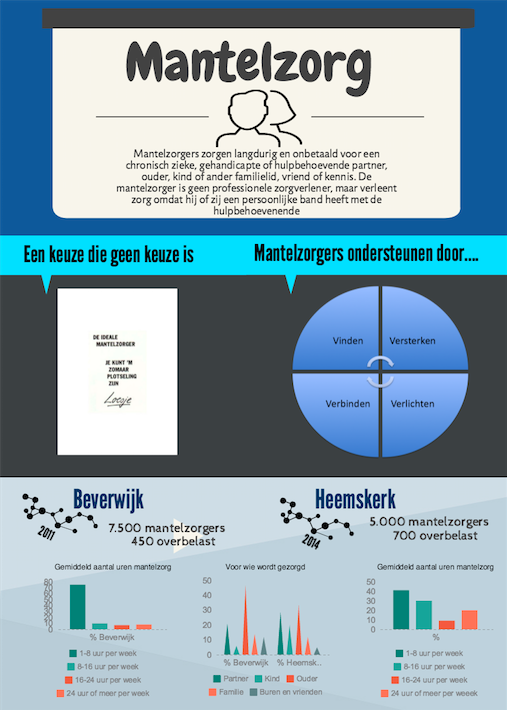 Mantelzorg
Mantelzorgers zorgen langdurig en onbetaald voor een
chronisch zieke, gehandicapte of hulpbehoevende partner,
ouder, kind of ander familielid, vriend of kennis. De
mantelzorger is geen professionele zorgverlener, maar verleent
zorg omdat hij of zij een persoonlijke band heeft met de
hulpbehoevenende
Een keuze die geen keuze is
Mantelzorgers ondersteunen door....
DE IDEALE
MANTELZORGER
JE KUNT 'M
ZOMAAR
PLOTSELING
ZIJN
Loesje
Vinden
Versterken
Verbinden
Verlichten
Beverwijk
2011
7.500 mantelzorgers
450 overbelast
Heemskerk
2014
5.000 mantelzorgers
700 overbelast
Gemiddeld aantal uren mantelzorg
80
70
60
50
40
30
20
10
0
% Beverwijk
1-8 uur per week
8-16 uur per week
16-24 uur per week
24 uur of meer per week
Voor wie wordt gezorgd
50
40
30
20
10
0
% Beverwijk
% Heemsk..
Partner
Kind
Ouder
Familie
Buren en vrienden
Gemiddeld aantal uren mantelzorg
50
40
30
20
10
0
%
1-8 uur per week
8-16 uur per week
16-24 uur per week
24 uur of meer per weeek